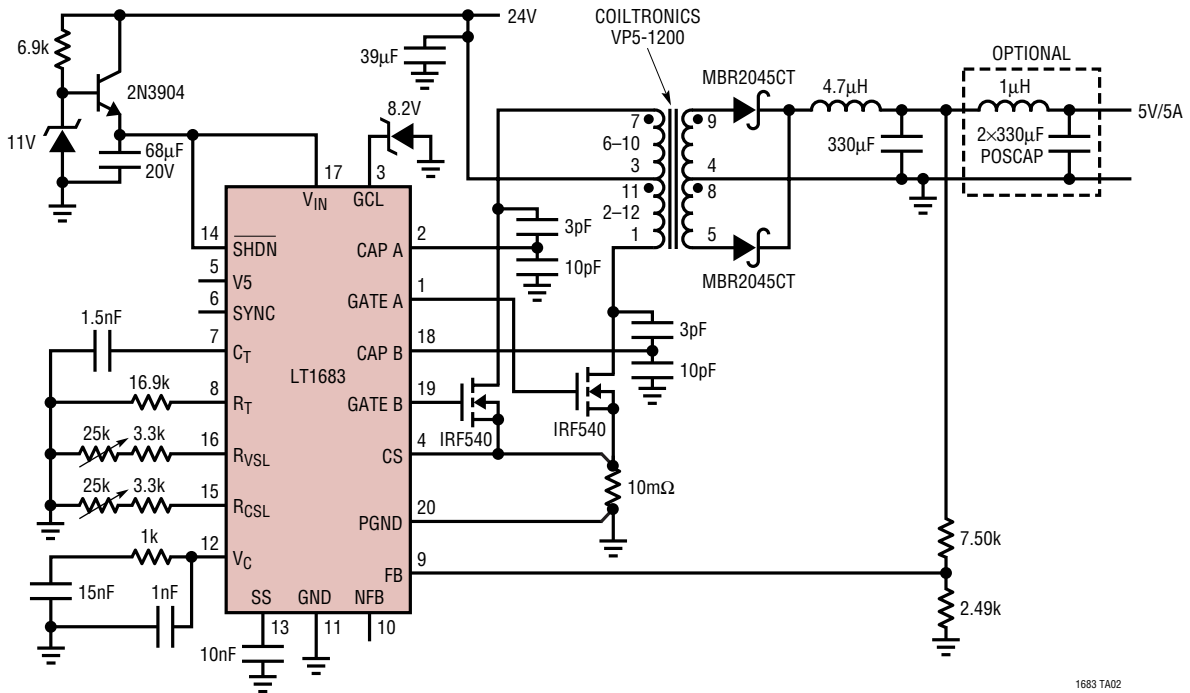 24V
COILTRONICS
VP5-1200
OPTIONAL
6.9k
2N3904
39µF
MBR2045CT
4.7µH
1µH
5V/5A
11V
68µF
20V
8.2V
330µF
2×330µF
POSCAP
7
6–10
3
11
2–12
1
9
4
8
5
MBR2045CT
17
3
VIN
GCL
14
SHDN
5
V5
6
SYNC
CAP A
2
3pF
10pF
GATE A
1
1.5nF
7
CT
CAP B
18
3pF
10pF
LT1683
16.9k
8
RT
GATE B
19
IRF540
IRF540
25k
3.3k
16
RVSL
CS
4
10mΩ
25k
3.3k
15
RCSL
PGND
20
1k
12
VC
FB
9
7.50k
2.49k
15nF
1nF
SS
GND
NFB
13
11
10
10nF
1683 TA02